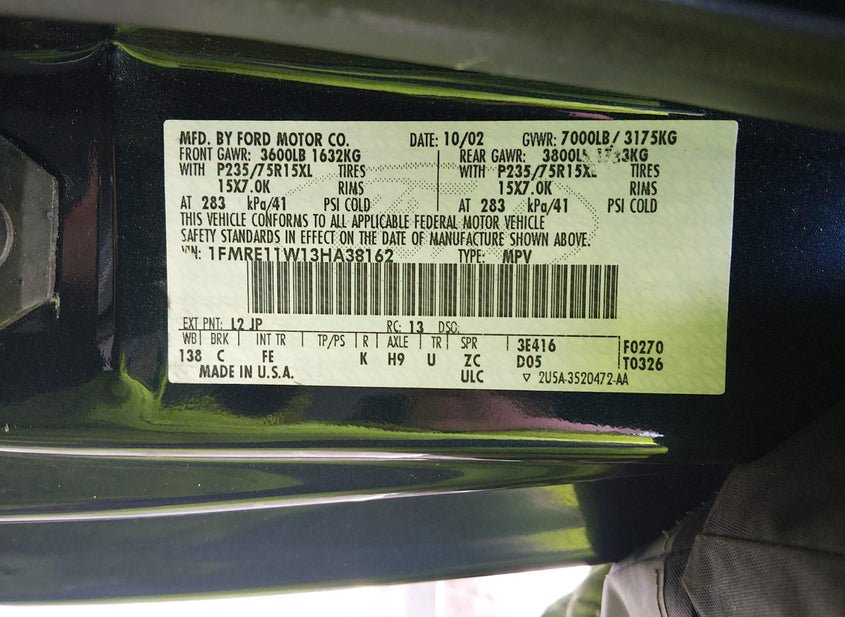 MFD. BY FORD MOTOR CO. DATE: 10/02 GVWR: 7000LB / 3175KG
FRONT GAWR: 3600LB 1632KG REAR GAWR: 3800LB 1733KG
WITH P235/75R15XL TIRES WITH P235/75R15XL TIRES
15X7.0K RIMS 15X7.0K RIMS
AT 283 kPa/41 PSI COLD AT 283 kPa/41 PSI COLD
THIS VEHICLE CONFORMS TO ALL APPLICABLE FEDERAL MOTOR VEHICLE
SAFETY STANDARDS IN EFFECT ON THE DATE OF MANUFACTURE SHOWN ABOVE.
VIN: 1FMRE11W13HA38162 TYPE: MPV
EXT PNT: L2 JP RC: 13 DSO:
WB BRK INT TR TP/PS R AXLE TR SPR 3E416 F0270
138 C FE K H9 U ZC D05 T0326
MADE IN U.S.A. ULC ▽ 2U5A-3520472-AA